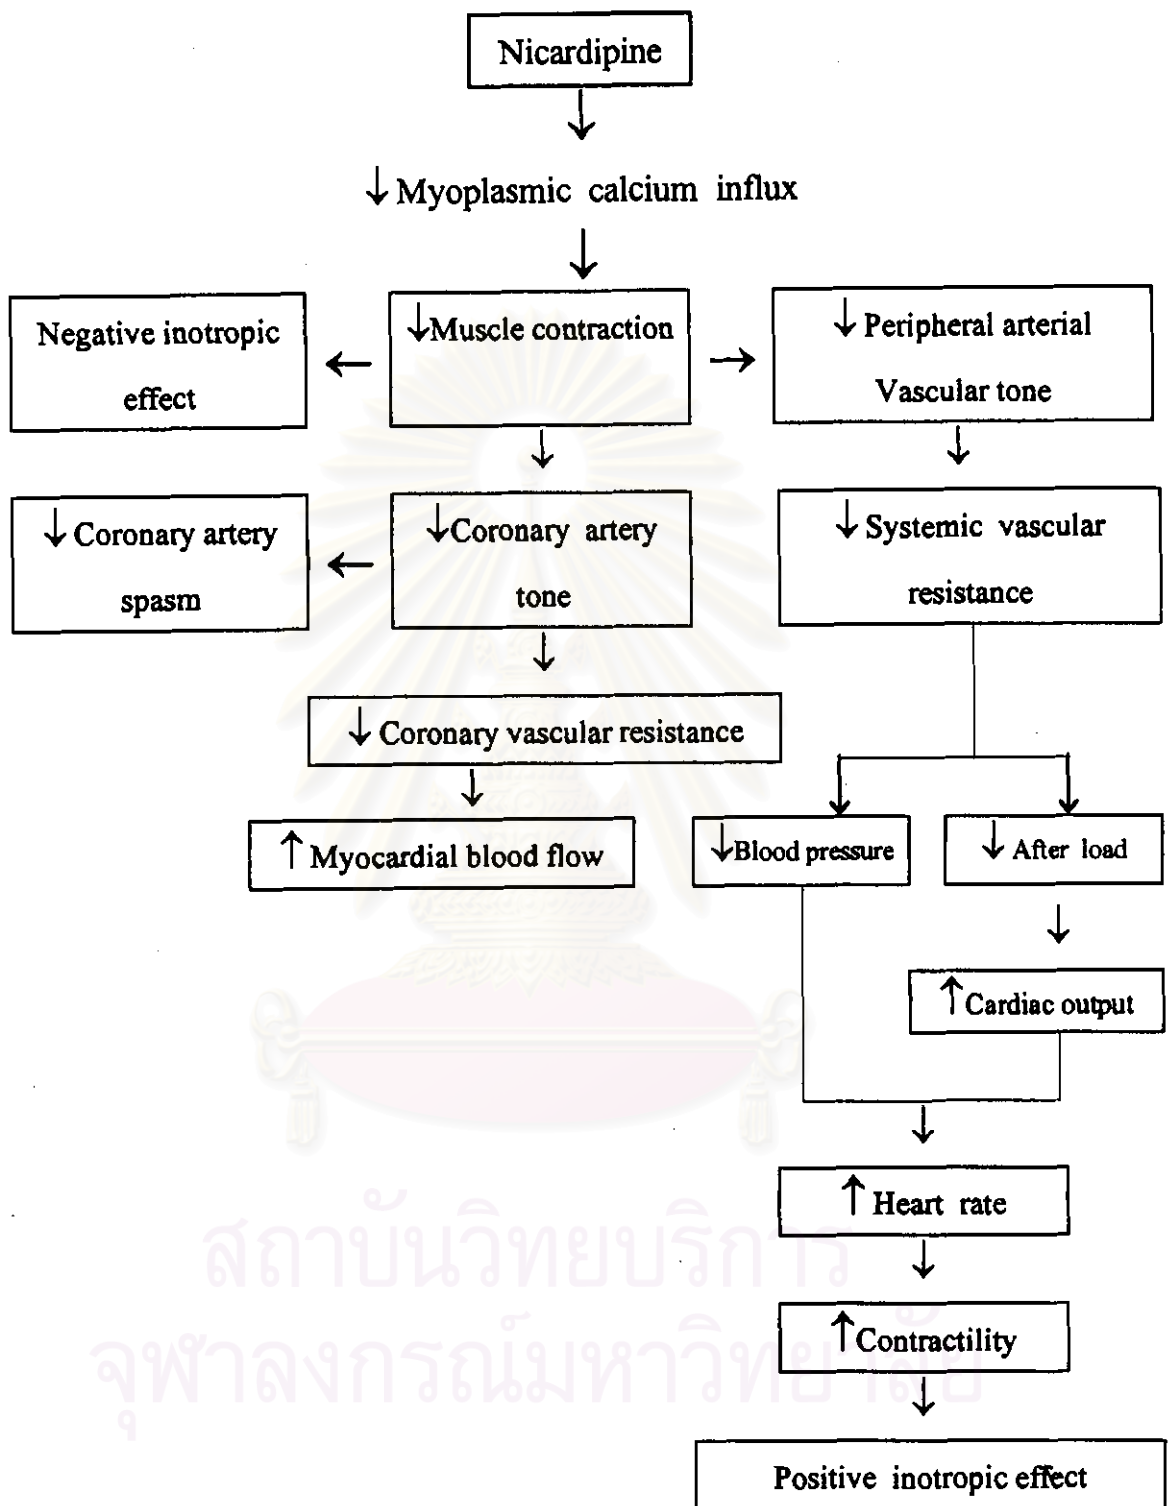 Nicardipine
↓ Myoplasmic calcium influx
Negative inotropic
effect
↓Muscle contraction
↓ Peripheral arterial
Vascular tone
↓ Coronary artery
spasm
↓Coronary artery
tone
↓ Systemic vascular
resistance
↓ Coronary vascular resistance
↑ Myocardial blood flow
↓Blood pressure
↓ After load
↑Cardiac output
↑ Heart rate
↑Contractility
Positive inotropic effect
สถาบันวิทยบริการ
จุฬาลงกรณ์มหาวิทยาลัย